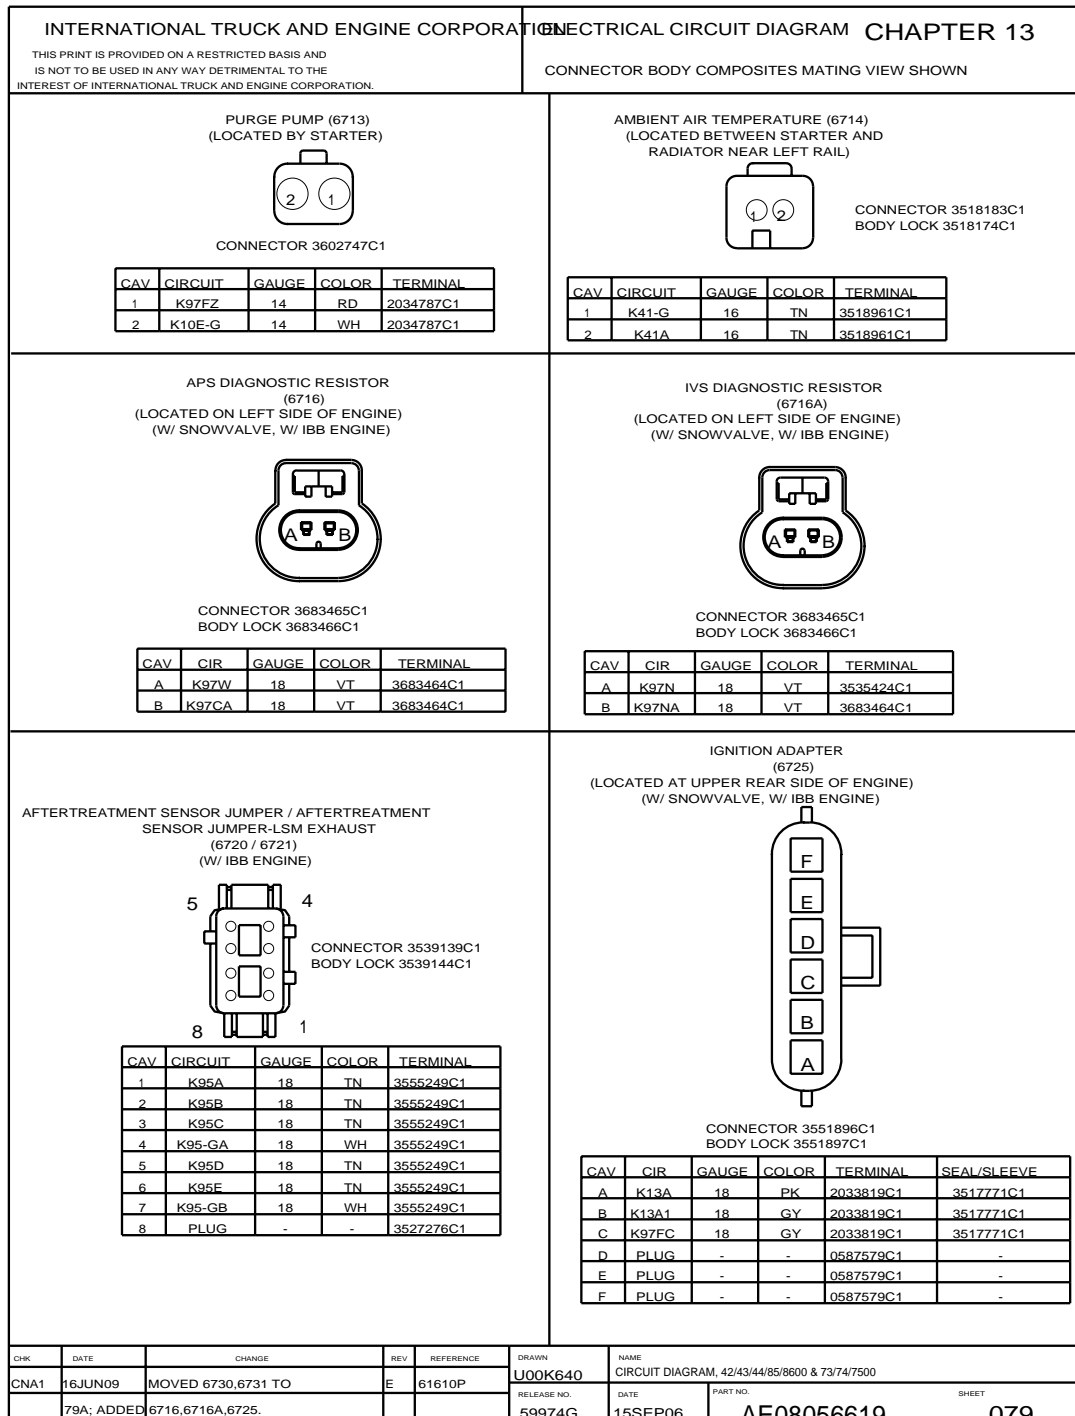 INTERNATIONAL TRUCK AND ENGINE CORPORATION
THIS PRINT IS PROVIDED ON A RESTRICTED BASIS AND
IS NOT TO BE USED IN ANY WAY DETRIMENTAL TO THE
INTEREST OF INTERNATIONAL TRUCK AND ENGINE CORPORATION.
ELECTRICAL CIRCUIT DIAGRAM CHAPTER 13
CONNECTOR BODY COMPOSITES MATING VIEW SHOWN
PURGE PUMP (6713)
(LOCATED BY STARTER)
2 1
CONNECTOR 3602747C1
CAV CIRCUIT GAUGE COLOR TERMINAL
1 K97FZ 14 RD 2034787C1
2 K10E-G 14 WH 2034787C1
AMBIENT AIR TEMPERATURE (6714)
(LOCATED BETWEEN STARTER AND
RADIATOR NEAR LEFT RAIL)
1 2
CONNECTOR 3518183C1
BODY LOCK 3518174C1
CAV CIRCUIT GAUGE COLOR TERMINAL
1 K41-G 16 TN 3518961C1
2 K41A 16 TN 3518961C1
APS DIAGNOSTIC RESISTOR
(6716)
(LOCATED ON LEFT SIDE OF ENGINE)
(W/ SNOWVALVE, W/ IBB ENGINE)
A B
CONNECTOR 3683465C1
BODY LOCK 3683466C1
CAV CIR GAUGE COLOR TERMINAL
A K97W 18 VT 3683464C1
B K97CA 18 VT 3683464C1
IVS DIAGNOSTIC RESISTOR
(6716A)
(LOCATED ON LEFT SIDE OF ENGINE)
(W/ SNOWVALVE, W/ IBB ENGINE)
A B
CONNECTOR 3683465C1
BODY LOCK 3683466C1
CAV CIR GAUGE COLOR TERMINAL
A K97N 18 VT 3535424C1
B K97NA 18 VT 3683464C1
AFTERTREATMENT SENSOR JUMPER / AFTERTREATMENT
SENSOR JUMPER-LSM EXHAUST
(6720 / 6721)
(W/ IBB ENGINE)
5 4
CONNECTOR 3539139C1
BODY LOCK 3539144C1
8 1
CAV CIRCUIT GAUGE COLOR TERMINAL
1 K95A 18 TN 3555249C1
2 K95B 18 TN 3555249C1
3 K95C 18 TN 3555249C1
4 K95-GA 18 WH 3555249C1
5 K95D 18 TN 3555249C1
6 K95E 18 TN 3555249C1
7 K95-GB 18 WH 3555249C1
8 PLUG - - 3527276C1
IGNITION ADAPTER
(6725)
(LOCATED AT UPPER REAR SIDE OF ENGINE)
(W/ SNOWVALVE, W/ IBB ENGINE)
F
E
D
C
B
A
CONNECTOR 3551896C1
BODY LOCK 3551897C1
CAV CIR GAUGE COLOR TERMINAL SEAL/SLEEVE
A K13A 18 PK 2033819C1 3517771C1
B K13A1 18 GY 2033819C1 3517771C1
C K97FC 18 GY 2033819C1 3517771C1
D PLUG - - 0587579C1 -
E PLUG - - 0587579C1 -
F PLUG - - 0587579C1 -
CHK DATE CHANGE REV REFERENCE
CNA1 16JUN09 MOVED 6730,6731 TO E 61610P
79A; ADDED 6716,6716A,6725.
DRAWN
U00K640
NAME
CIRCUIT DIAGRAM, 42/43/44/85/8600 & 73/74/7500
RELEASE NO.
59974G
DATE
15SEP06
PART NO.
AE08056619
SHEET
079